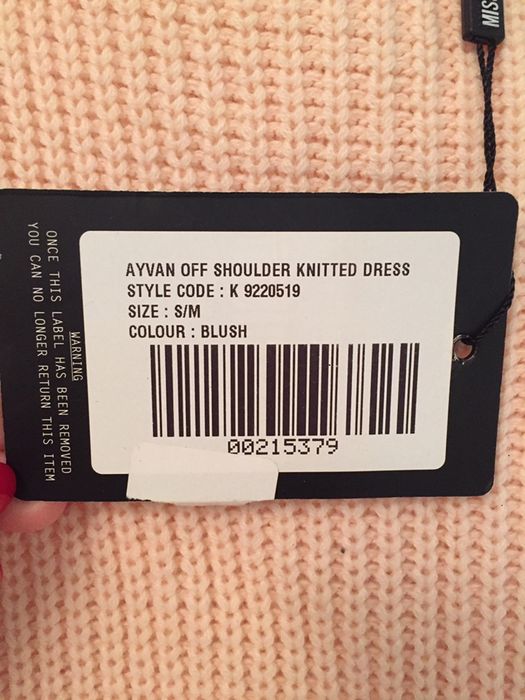 MISS
AYVAN OFF SHOULDER KNITTED DRESS
STYLE CODE : K 9220519
SIZE : S/M
COLOUR : BLUSH
00215379
WARNING
ONCE THIS LABEL HAS BEEN REMOVED
YOU CAN NO LONGER RETURN THIS ITEM